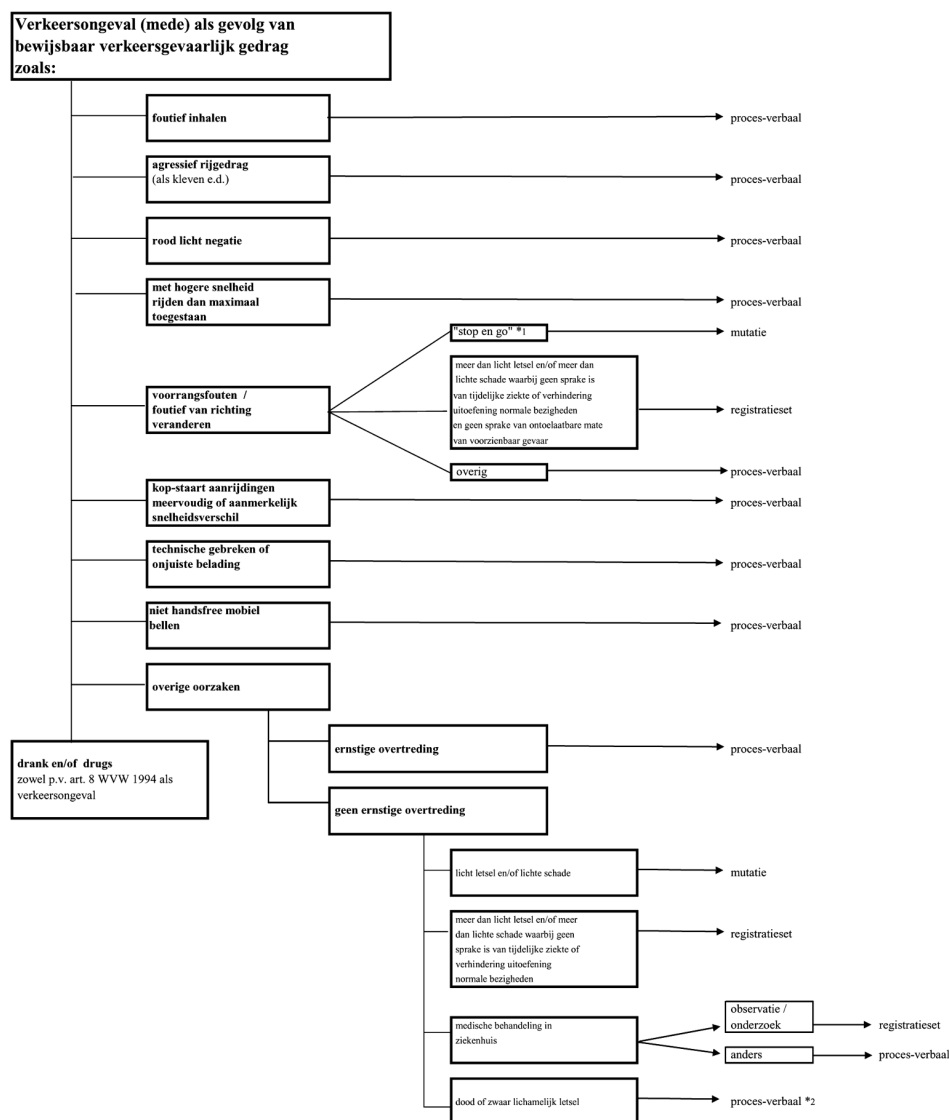 Verkeersongeval (mede) als gevolg van
bewijsbaar verkeersgevaarlijk gedrag
zoals:
foutief inhalen
proces-verbaal
agressief rijgedrag
(als kleven e.d.)
proces-verbaal
rood licht negatie
proces-verbaal
met hogere snelheid
rijden dan maximaal
toegestaan
proces-verbaal
voorrangsfouten /
foutief van richting
veranderen
"stop en go" *1
mutatie
meer dan licht letsel en/of meer dan
lichte schade waarbij geen sprake is
van tijdelijke ziekte of verhindering
uitoefening normale bezigheden
en geen sprake van ontoelaatbare mate
van voorzienbaar gevaar
registratieset
overig
proces-verbaal
kop-staart aanrijdingen
meervoudig of aanmerkelijk
snelheidsverschil
proces-verbaal
technische gebreken of
onjuiste belading
proces-verbaal
niet handsfree mobiel
bellen
proces-verbaal
overige oorzaken
ernstige overtreding
proces-verbaal
drank en/of drugs
zowel p.v. art. 8 WVW 1994 als
verkeersongeval
geen ernstige overtreding
licht letsel en/of lichte schade
mutatie
meer dan licht letsel en/of meer
dan lichte schade waarbij geen
sprake is van tijdelijke ziekte of
verhindering uitoefening
normale bezigheden
registratieset
medische behandeling in
ziekenhuis
observatie /
onderzoek
registratieset
anders
proces-verbaal
dood of zwaar lichamelijk letsel
proces-verbaal *2